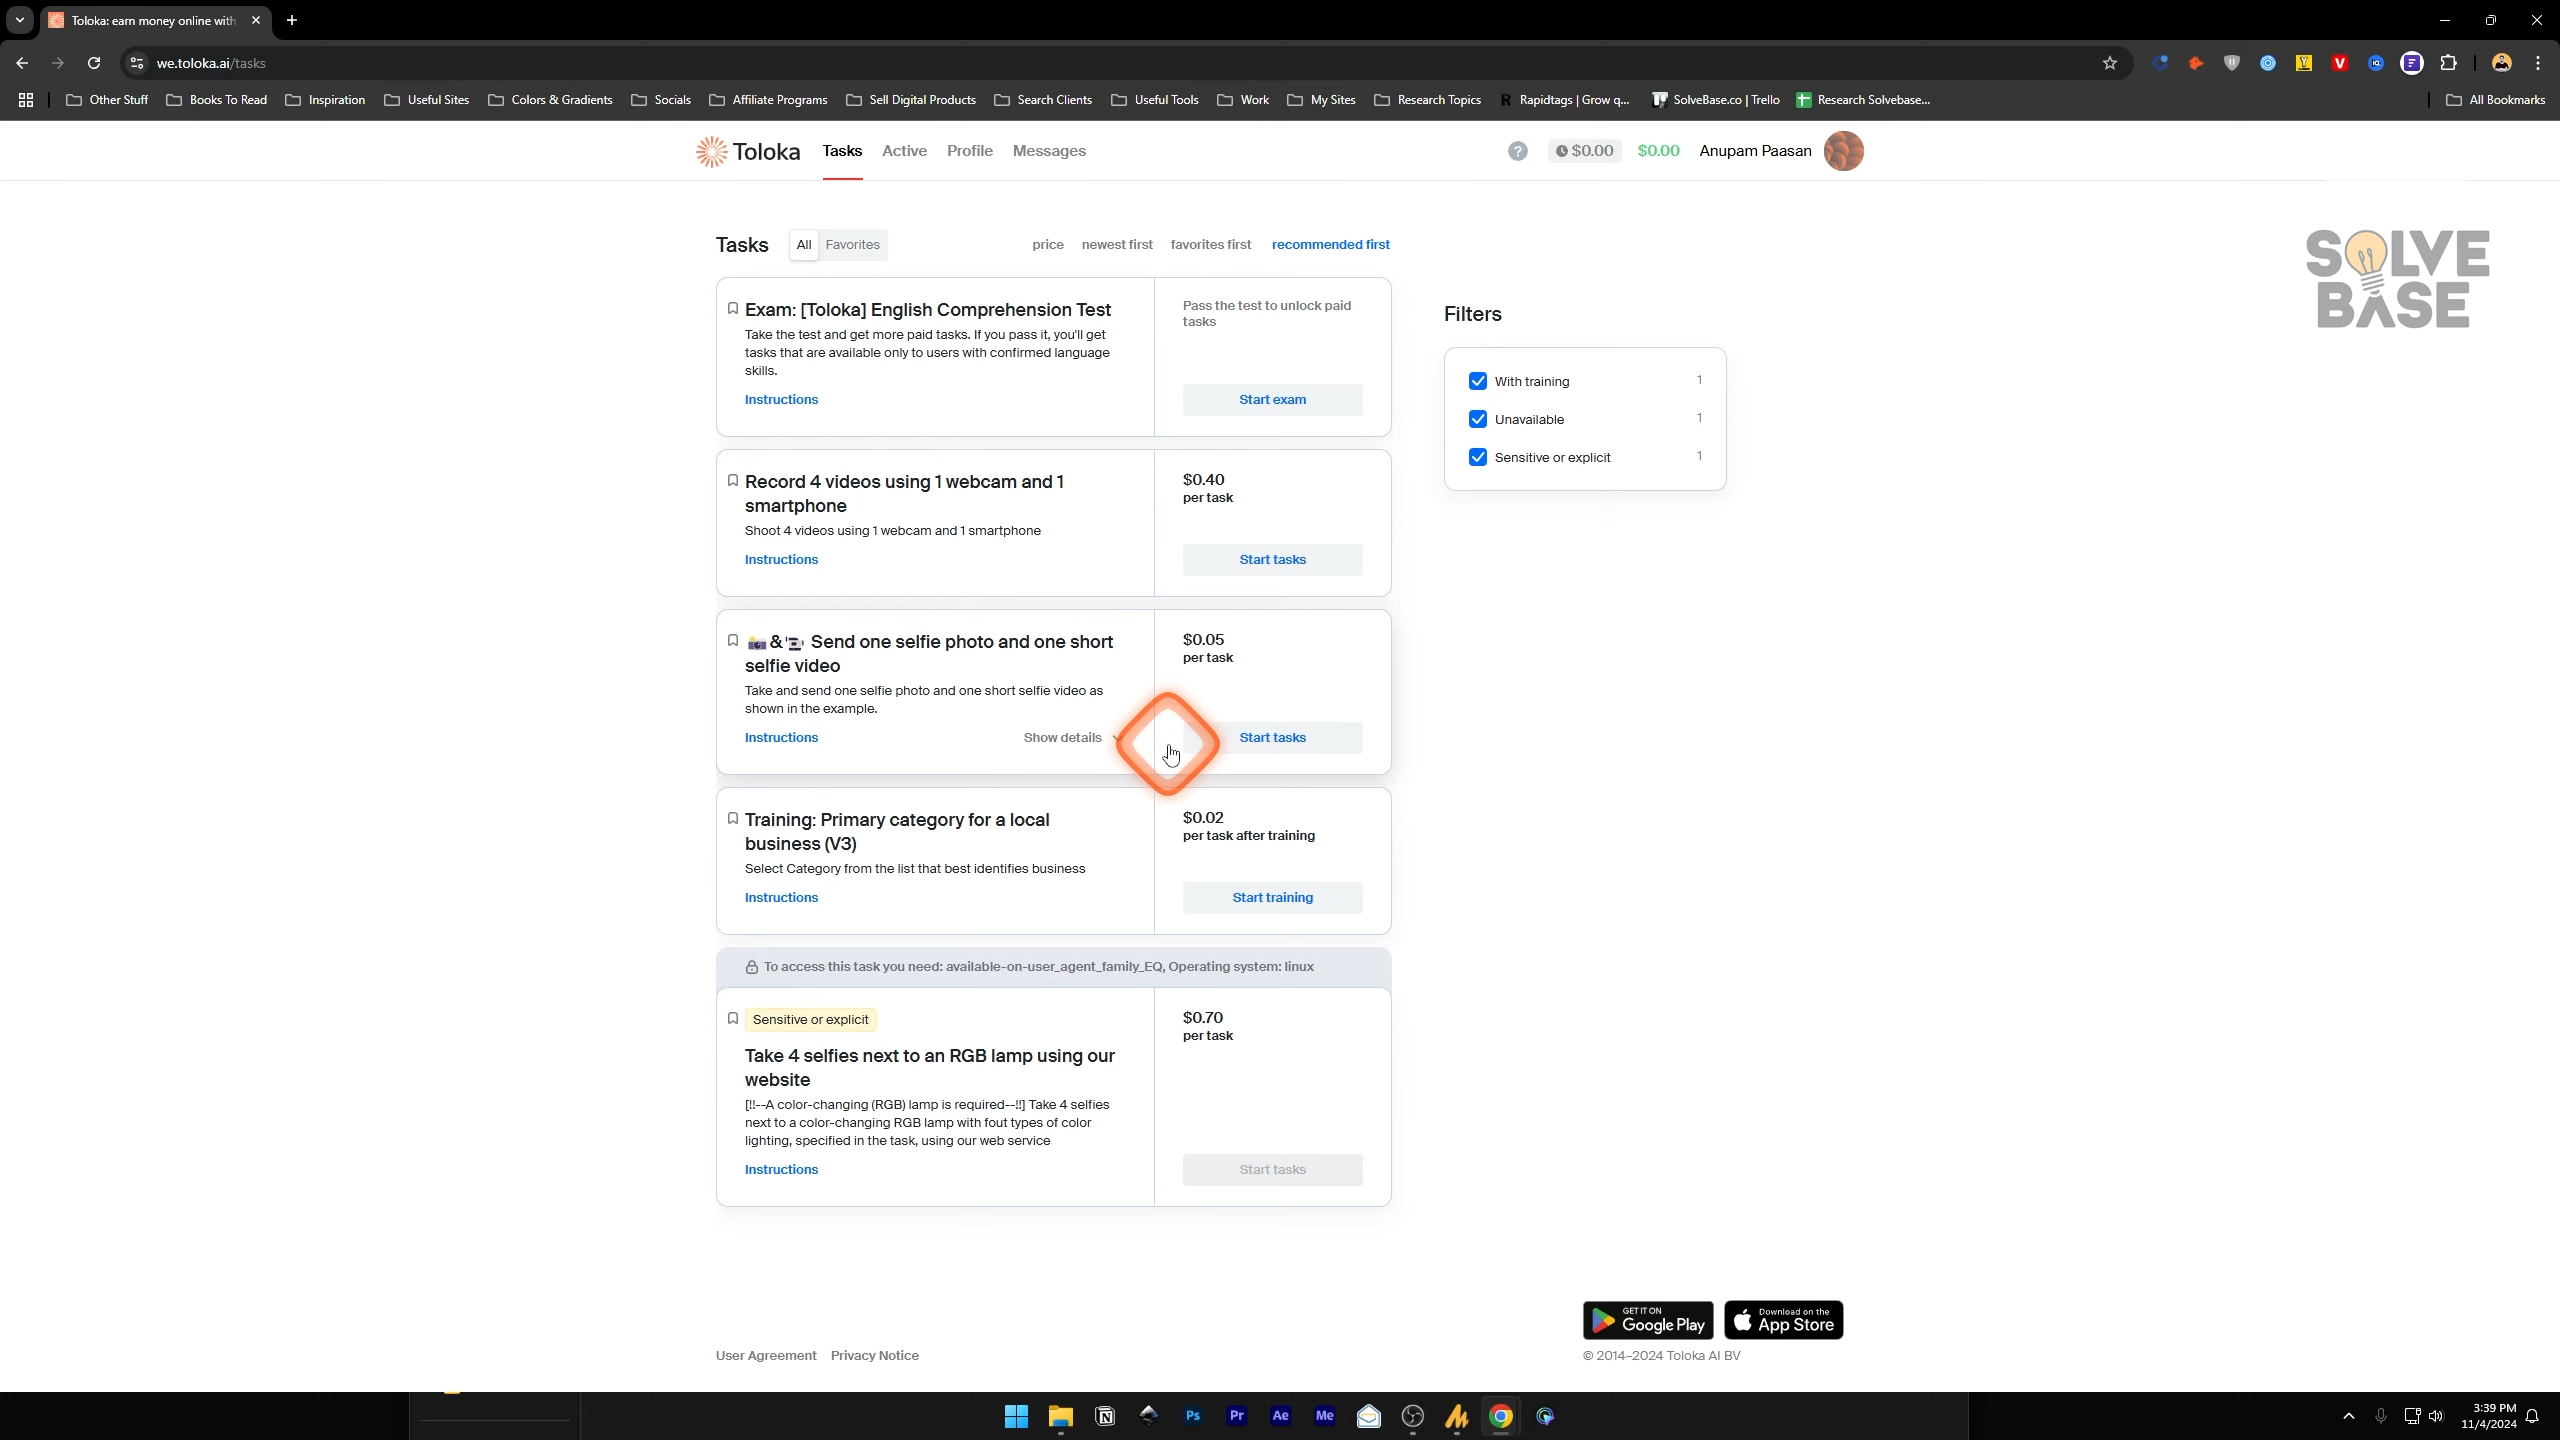 Toloka: earn money online with
we.toloka.ai/tasks
Other Stuff
Books To Read
Inspiration
Useful Sites
Colors & Gradients
Socials
Affiliate Programs
Sell Digital Products
Search Clients
Useful Tools
Work
My Sites
Research Topics
Rapidtags | Grow q...
SolveBase.co | Trello
Research Solvebase...
All Bookmarks
Toloka
Tasks
Active
Profile
Messages
$0.00
$0.00
Anupam Paasan
SOLVE
BASE
Tasks
All
Favorites
price
newest first
favorites first
recommended first
Exam: [Toloka] English Comprehension Test
Take the test and get more paid tasks. If you pass it, you'll get
tasks that are available only to users with confirmed language
skills.
Instructions
Pass the test to unlock paid
tasks
Start exam
Filters
With training 1
Unavailable 1
Sensitive or explicit 1
Record 4 videos using 1 webcam and 1
smartphone
Shoot 4 videos using 1 webcam and 1 smartphone
Instructions
$0.40
per task
Start tasks
& Send one selfie photo and one short
selfie video
Take and send one selfie photo and one short selfie video as
shown in the example.
Instructions
Show details
$0.05
per task
Start tasks
Training: Primary category for a local
business (V3)
Select Category from the list that best identifies business
Instructions
$0.02
per task after training
Start training
To access this task you need: available-on-user_agent_family_EQ, Operating system: linux
Sensitive or explicit
Take 4 selfies next to an RGB lamp using our
website
[!!--A color-changing (RGB) lamp is required--!!] Take 4 selfies
next to a color-changing RGB lamp with fout types of color
lighting, specified in the task, using our web service
Instructions
$0.70
per task
Start tasks
GET IT ON
Google Play
Download on the
App Store
User Agreement
Privacy Notice
© 2014–2024 Toloka AI BV
Ps
Pr
Ae
Me
3:39 PM
11/4/2024